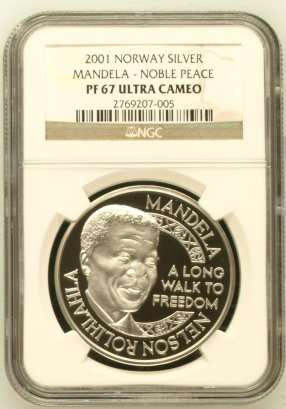 2001 NORWAY SILVER
MANDELA - NOBLE PEACE
PF 67 ULTRA CAMEO
2769207-005
NGC
NELSON ROLIHLAHLA MANDELA
A LONG
WALK TO
FREEDOM